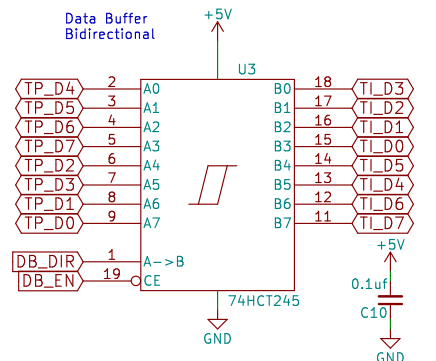 Data Buffer
Bidirectional
+5V
U3
TP_D4 2 A0 B0 18 TI_D3
TP_D5 3 A1 B1 17 TI_D2
TP_D6 4 A2 B2 16 TI_D1
TP_D7 5 A3 B3 15 TI_D0
TP_D2 6 A4 B4 14 TI_D5
TP_D3 7 A5 B5 13 TI_D4
TP_D1 8 A6 B6 12 TI_D6
TP_D0 9 A7 B7 11 TI_D7
DB_DIR 1 A->B
DB_EN 19 CE
74HCT245
GND
+5V
0.1uf
C10
GND